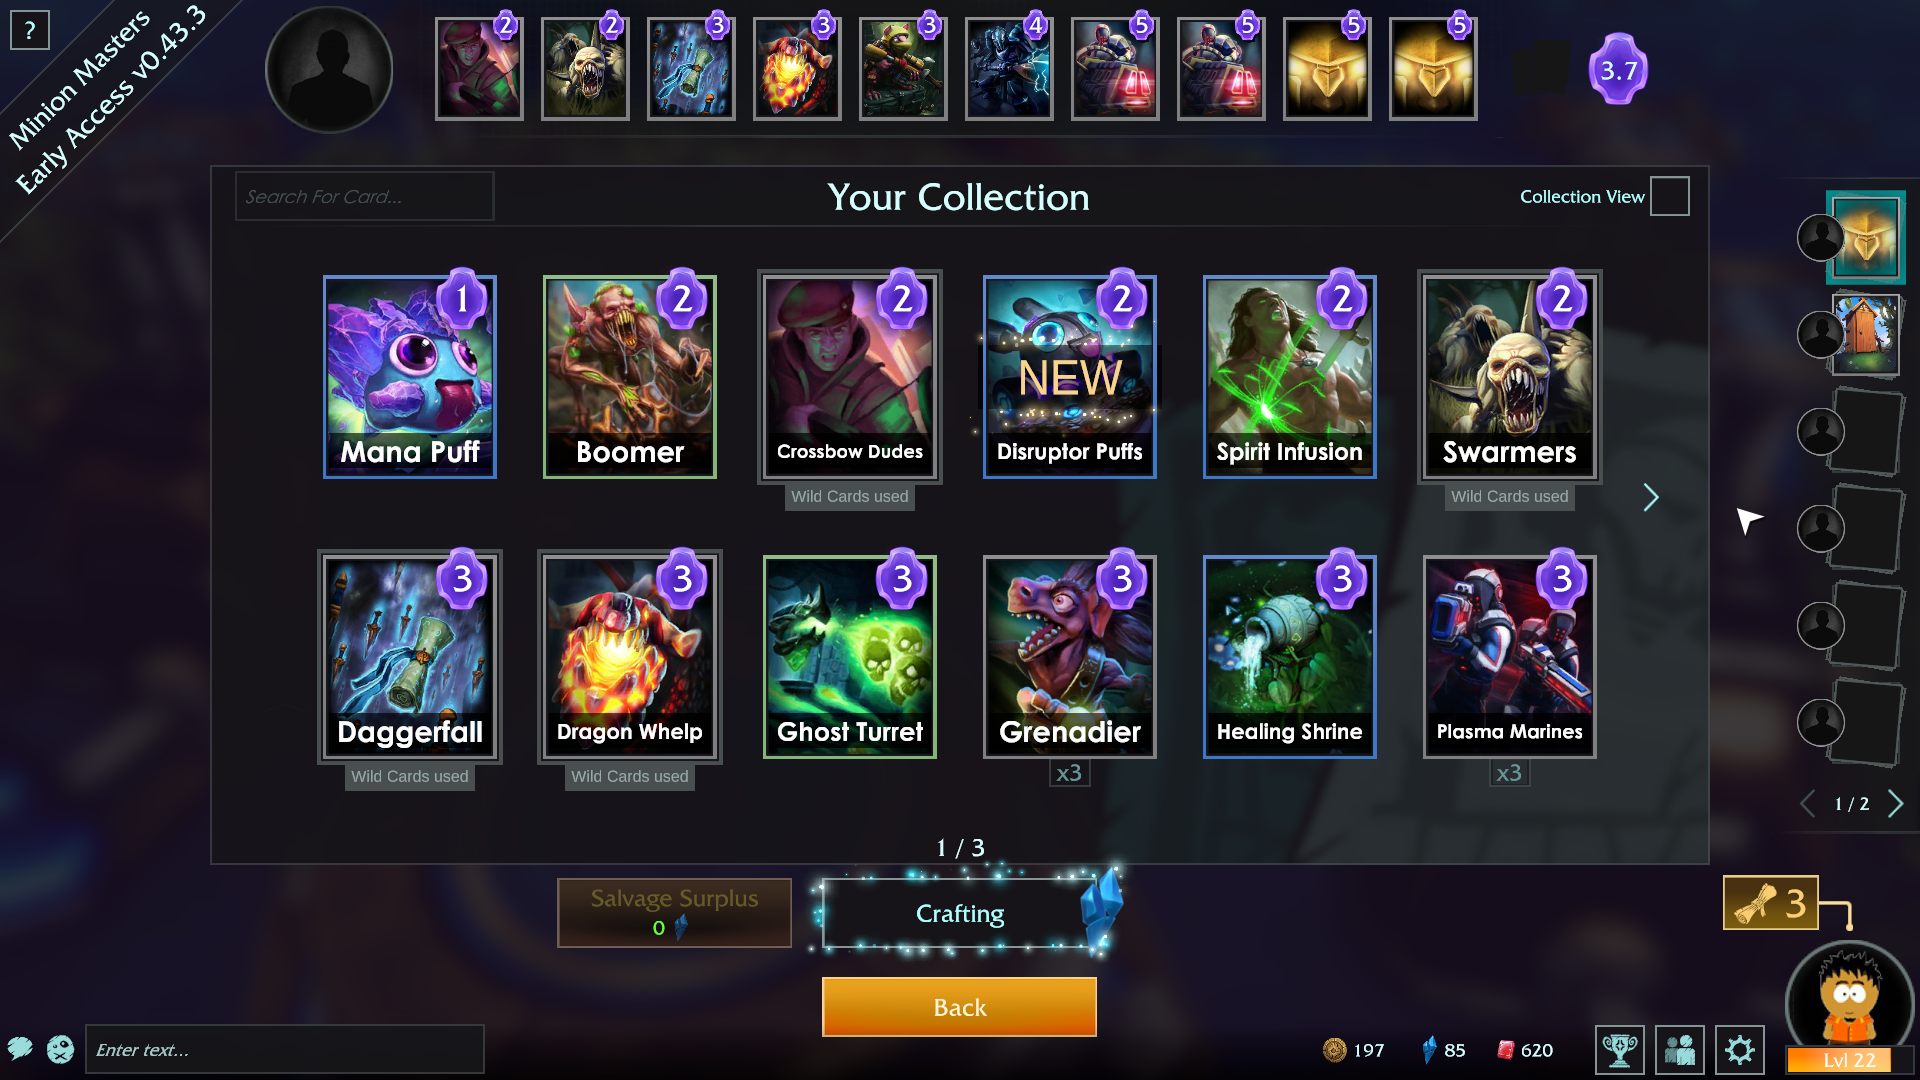 ?
Minion Masters
Early Access v0.43.3
2
2
3
3
3
4
5
5
5
5
3.7
Search For Card...
Your Collection
Collection View
1
2
2
2
2
2
NEW
Mana Puff
Boomer
Crossbow Dudes
Disruptor Puffs
Spirit Infusion
Swarmers
Wild Cards used
Wild Cards used
3
3
3
3
3
3
Daggerfall
Dragon Whelp
Ghost Turret
Grenadier
Healing Shrine
Plasma Marines
Wild Cards used
Wild Cards used
x3
x3
1 / 2
1 / 3
Salvage Surplus
0
Crafting
3
Back
Enter text...
197
85
620
Lvl 22